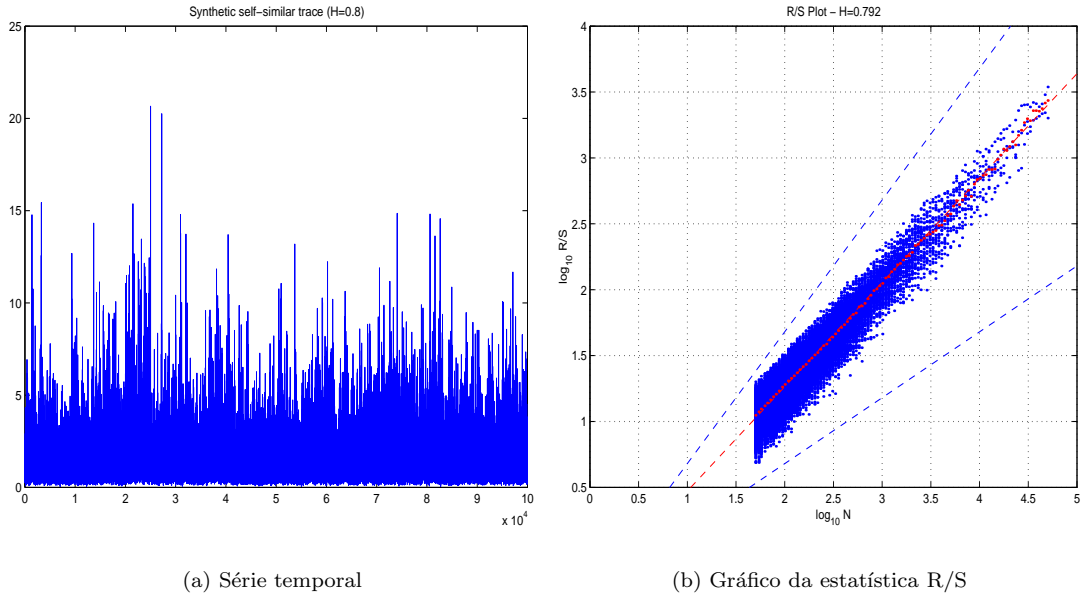 Synthetic self-similar trace (H=0.8)
25
20
15
10
5
0
0 1 2 3 4 5 6 7 8 9 10
x 10^4
(a) Série temporal
R/S Plot - H=0.792
log10 R/S
4
3.5
3
2.5
2
1.5
1
0.5
0 0.5 1 1.5 2 2.5 3 3.5 4 4.5 5
log10 N
(b) Gráfico da estatística R/S